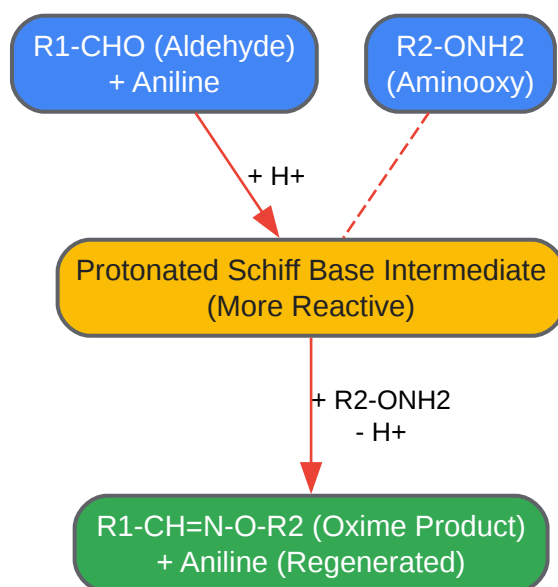 R1-CHO (Aldehyde)
+ Aniline
R2-ONH2
(Aminooxy)
+ H+
Protonated Schiff Base Intermediate
(More Reactive)
+ R2-ONH2
- H+
R1-CH=N-O-R2 (Oxime Product)
+ Aniline (Regenerated)